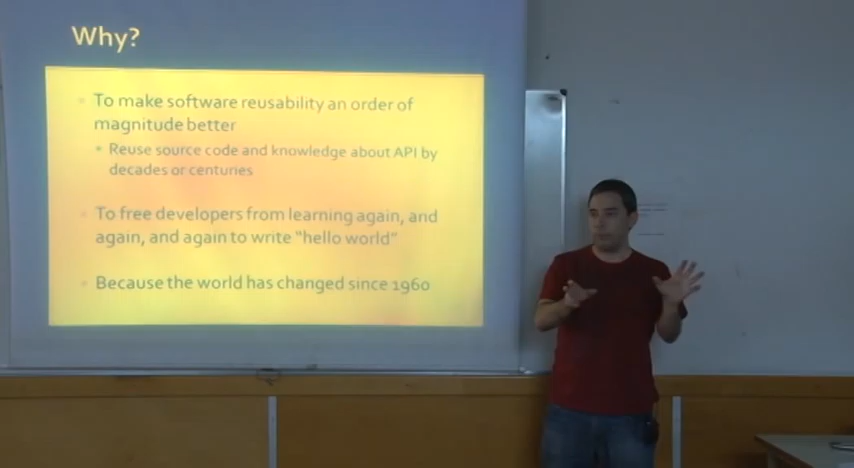 Why?
To make software reusability an order of
magnitude better
Reuse source code and knowledge about API by
decades or centuries
To free developers from learning again, and
again, and again to write "hello world"
Because the world has changed since 1960